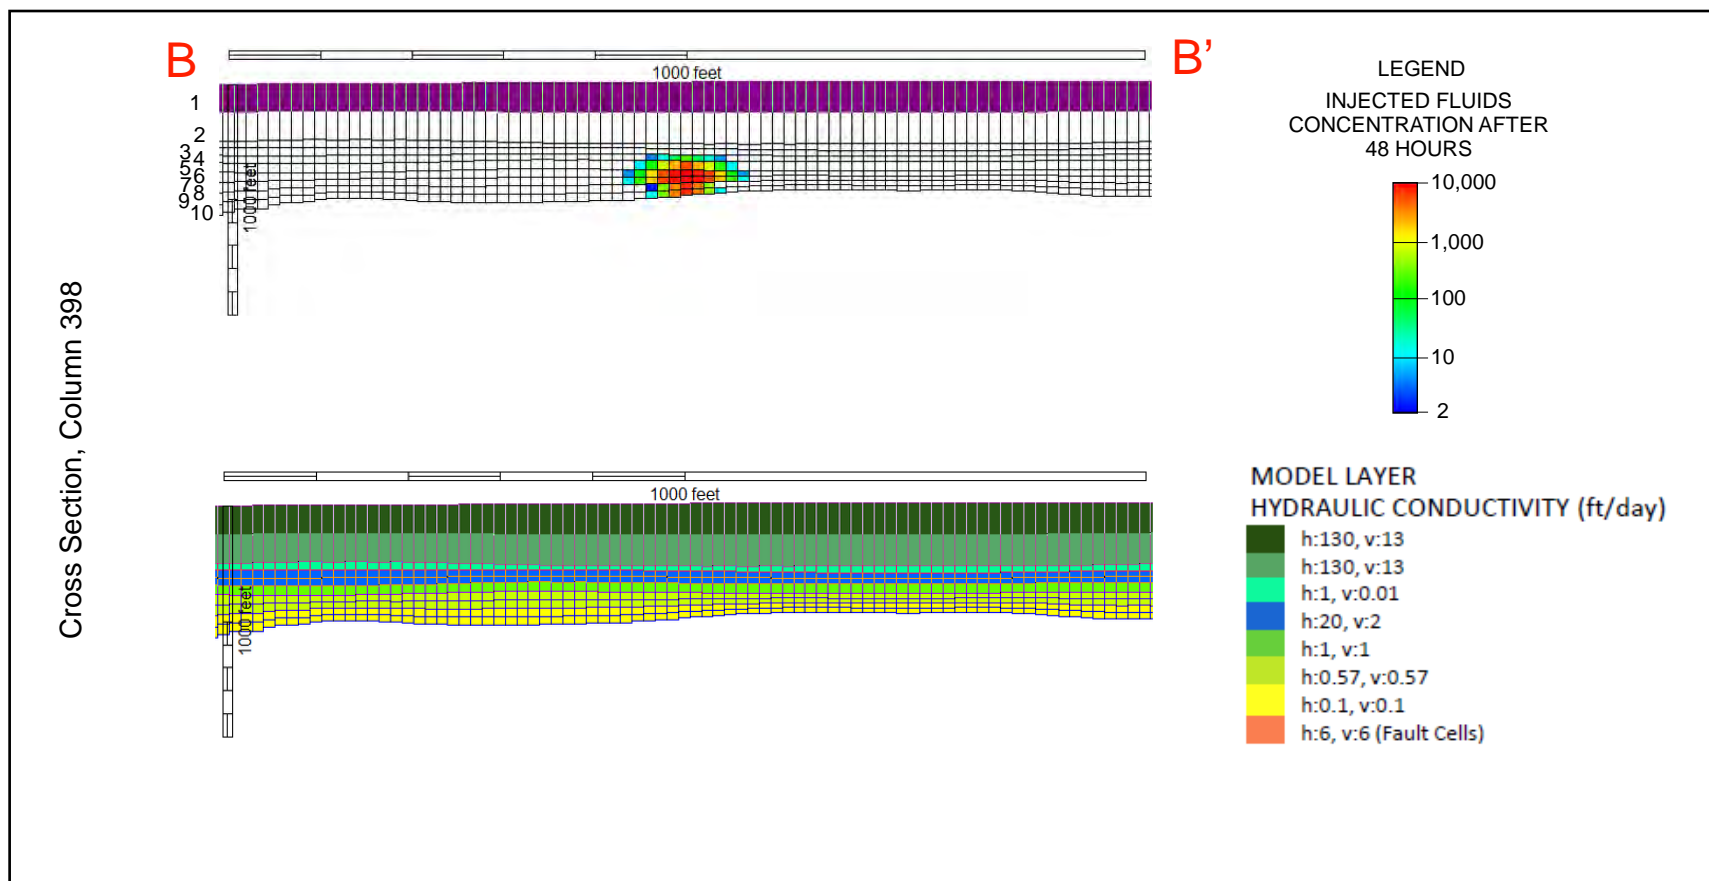 B
B’
1000 feet
1
2
3 4
5 6
7 8
9 10
1000 feet
Cross Section, Column 398
LEGEND
INJECTED FLUIDS
CONCENTRATION AFTER
48 HOURS
10,000
1,000
100
10
2
1000 feet
1000 feet
MODEL LAYER
HYDRAULIC CONDUCTIVITY (ft/day)
h:130, v:13
h:130, v:13
h:1, v:0.01
h:20, v:2
h:1, v:1
h:0.57, v:0.57
h:0.1, v:0.1
h:6, v:6 (Fault Cells)